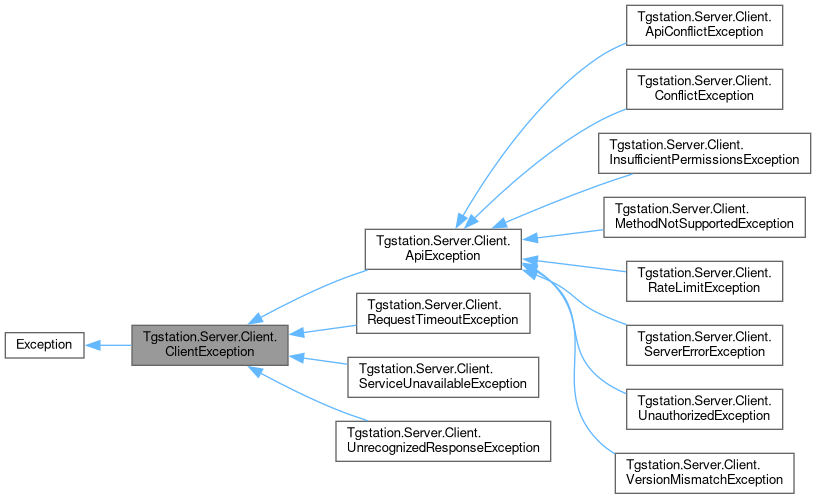 Tgstation.Server.Client.
ApiConflictException
Tgstation.Server.Client.
ConflictException
Tgstation.Server.Client.
InsufficientPermissionsException
Tgstation.Server.Client.
MethodNotSupportedException
Tgstation.Server.Client.
ApiException
Tgstation.Server.Client.
RateLimitException
Tgstation.Server.Client.
RequestTimeoutException
Exception
Tgstation.Server.Client.
ClientException
Tgstation.Server.Client.
ServerErrorException
Tgstation.Server.Client.
ServiceUnavailableException
Tgstation.Server.Client.
UnauthorizedException
Tgstation.Server.Client.
UnrecognizedResponseException
Tgstation.Server.Client.
VersionMismatchException